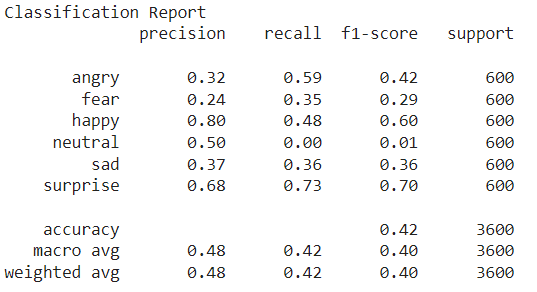 Classification Report
precision recall f1-score support
angry 0.32 0.59 0.42 600
fear 0.24 0.35 0.29 600
happy 0.80 0.48 0.60 600
neutral 0.50 0.00 0.01 600
sad 0.37 0.36 0.36 600
surprise 0.68 0.73 0.70 600
accuracy 0.42 3600
macro avg 0.48 0.42 0.40 3600
weighted avg 0.48 0.42 0.40 3600